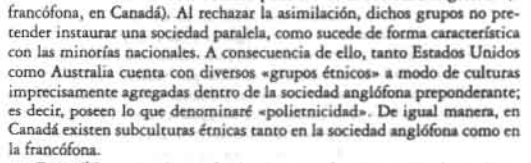 francófona, en Canadá). Al rechazar la asimilación, dichos grupos no pre-
tender instaurar una sociedad paralela, como sucede de forma característica
con las minorías nacionales. A consecuencia de ello, tanto Estados Unidos
como Australia cuenta con diversos «grupos étnicos» a modo de culturas
imprecisamente agregadas dentro de la sociedad anglófona preponderante;
es decir, poseen lo que denominaré «polietnicidad». De igual manera, en
Canadá existen subculturas étnicas tanto en la sociedad anglófona como en
la francófona.